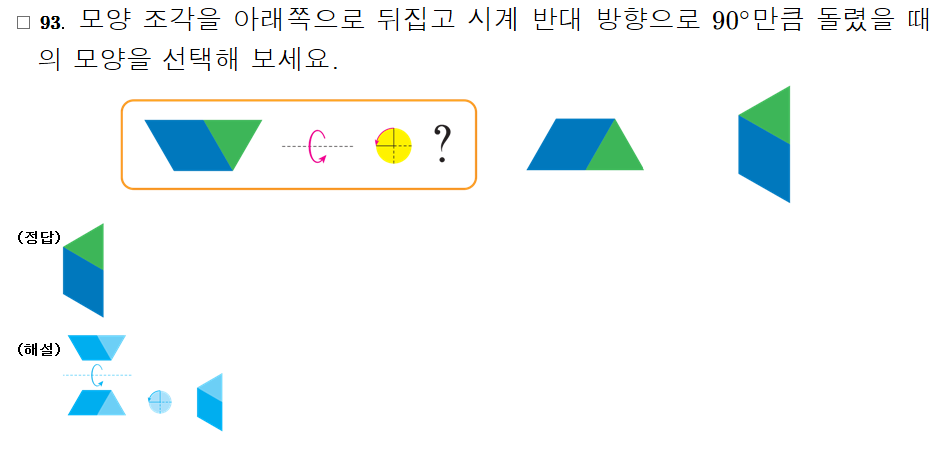 □ 93. 모양 조각을 아래쪽으로 뒤집고 시계 반대 방향으로 90°만큼 돌렸을 때
의 모양을 선택해 보세요.
?
(정답)
(해설)